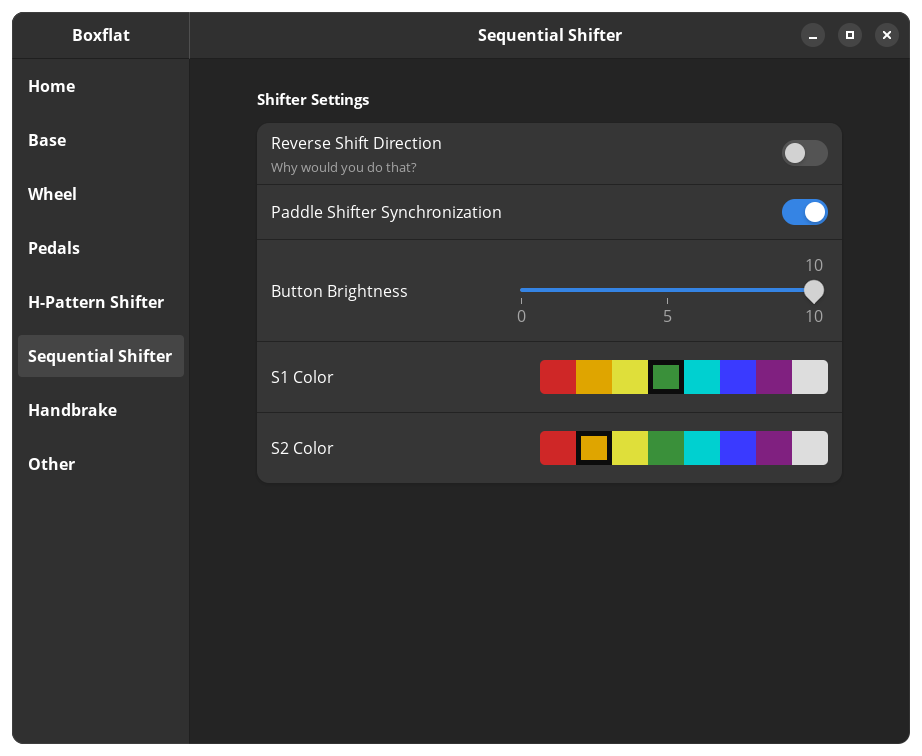 Boxflat
Sequential Shifter
Home
Base
Wheel
Pedals
H-Pattern Shifter
Sequential Shifter
Handbrake
Other
Shifter Settings
Reverse Shift Direction
Why would you do that?
Paddle Shifter Synchronization
Button Brightness
10
0 5 10
S1 Color
S2 Color